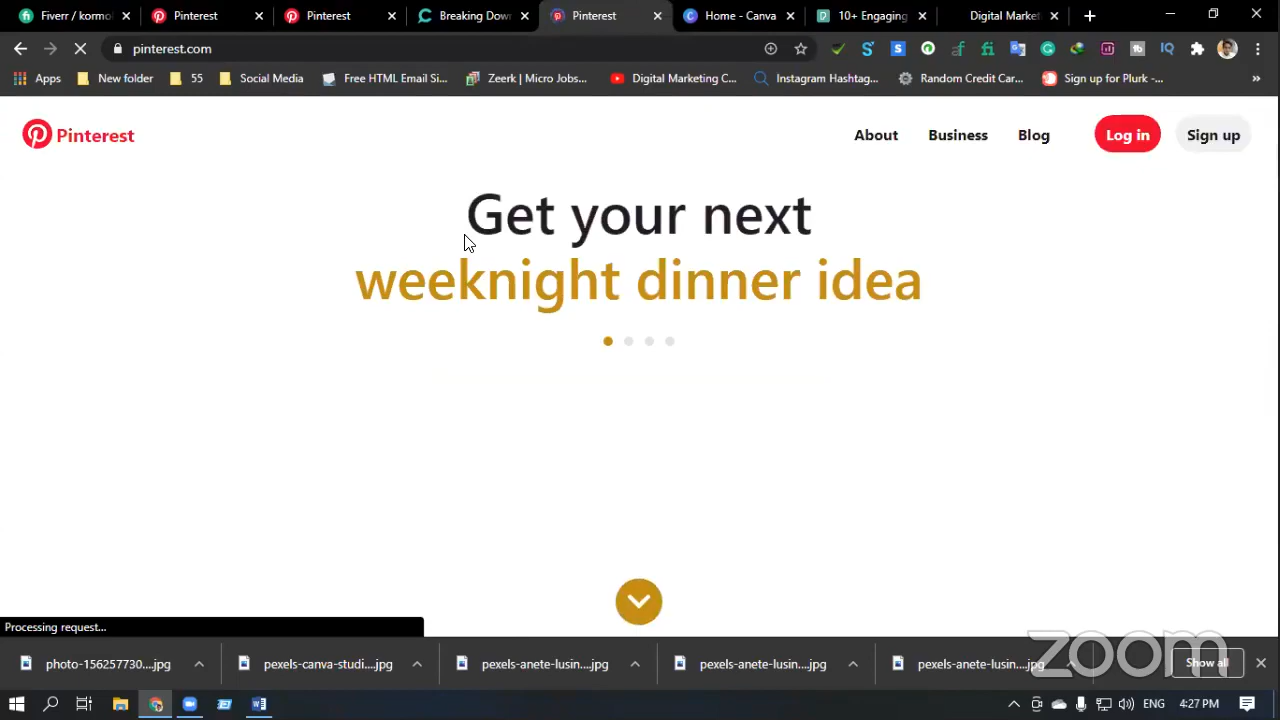 Fiverr / kormol
Pinterest
Pinterest
Breaking Down
Pinterest
Home - Canva
10+ Engaging
Digital Market
pinterest.com
Apps
New folder
55
Social Media
Free HTML Email Si...
Zeerk | Micro Jobs...
Digital Marketing C...
Instagram Hashtag...
Random Credit Car...
Sign up for Plurk -...
»
Pinterest
About
Business
Blog
Log in
Sign up
Get your next
weeknight dinner idea
Processing request...
photo-156257730....jpg
pexels-canva-studi....jpg
pexels-anete-lusin....jpg
pexels-anete-lusin....jpg
pexels-anete-lusin....jpg
Show all
zoom
ENG
4:27 PM